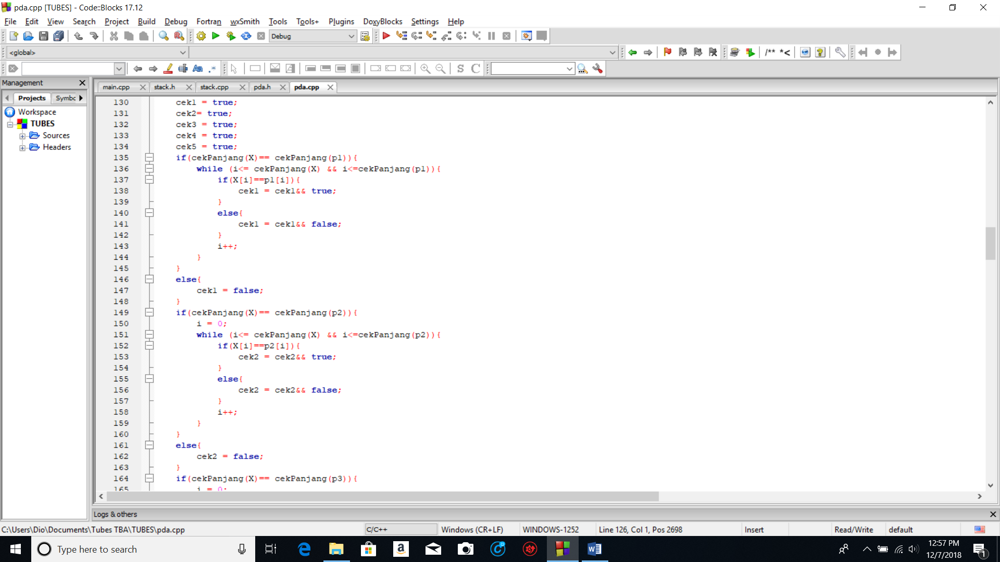 pda.cpp [TUBES] - Code::Blocks 17.12
File Edit View Search Project Build Debug Fortran wxSmith Tools Tools+ Plugins DoxyBlocks Settings Help
Debug
<global>
/** *<
Aa .*
S C
Management
main.cpp stack.h stack.cpp pda.h pda.cpp
Projects Symbc
Workspace
TUBES
Sources
Headers
130 cek1 = true;
131 cek2= true;
132 cek3 = true;
133 cek4 = true;
134 cek5 = true;
135 if(cekPanjang(X)== cekPanjang(p1)){
136 while (i<= cekPanjang(X) && i<=cekPanjang(p1)){
137 if(X[i]==p1[i]){
138 cek1 = cek1&& true;
139 }
140 else{
141 cek1 = cek1&& false;
142 }
143 i++;
144 }
145 }
146 else{
147 cek1 = false;
148 }
149 if(cekPanjang(X)== cekPanjang(p2)){
150 i = 0;
151 while (i<= cekPanjang(X) && i<=cekPanjang(p2)){
152 if(X[i]==p2[i]){
153 cek2 = cek2&& true;
154 }
155 else{
156 cek2 = cek2&& false;
157 }
158 i++;
159 }
160 }
161 else{
162 cek2 = false;
163 }
164 if(cekPanjang(X)== cekPanjang(p3)){
165 i = 0;
Logs & others
C:\Users\Dio\Documents\Tubes TBA\TUBES\pda.cpp C/C++ Windows (CR+LF) WINDOWS-1252 Line 126, Col 1, Pos 2698 Insert Read/Write default
Type here to search
12:57 PM
12/7/2018
1